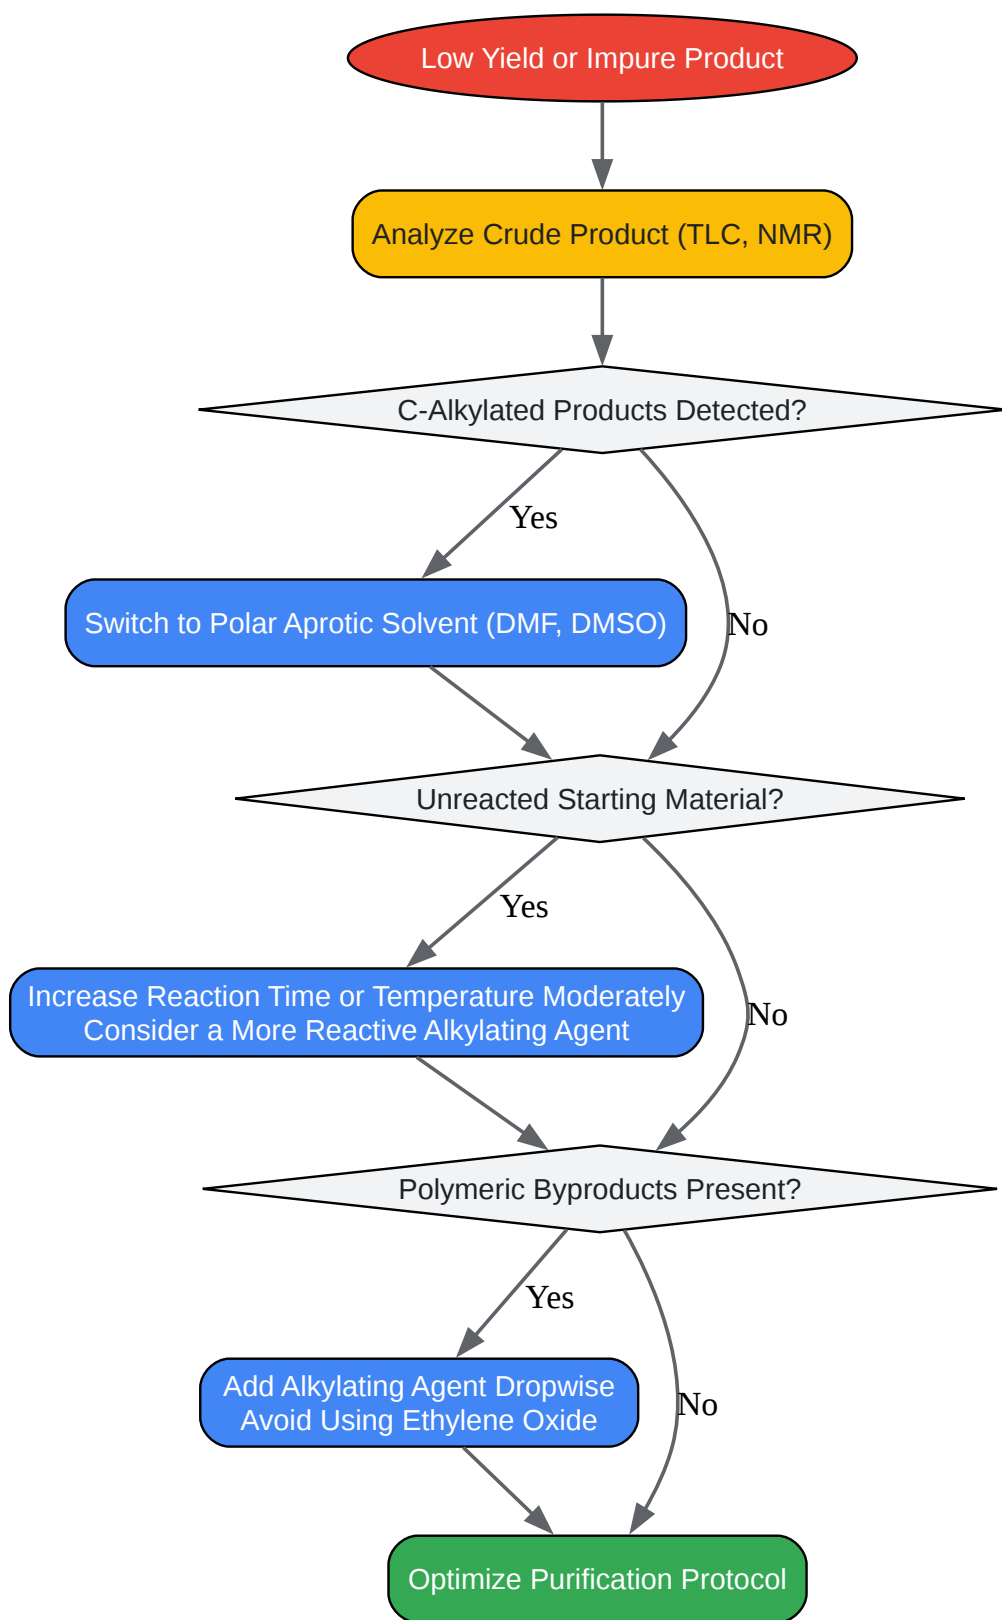 Low Yield or Impure Product
Analyze Crude Product (TLC, NMR)
C-Alkylated Products Detected?
Yes
Switch to Polar Aprotic Solvent (DMF, DMSO)
No
Unreacted Starting Material?
Yes
Increase Reaction Time or Temperature Moderately
Consider a More Reactive Alkylating Agent
No
Polymeric Byproducts Present?
Yes
Add Alkylating Agent Dropwise
Avoid Using Ethylene Oxide
No
Optimize Purification Protocol